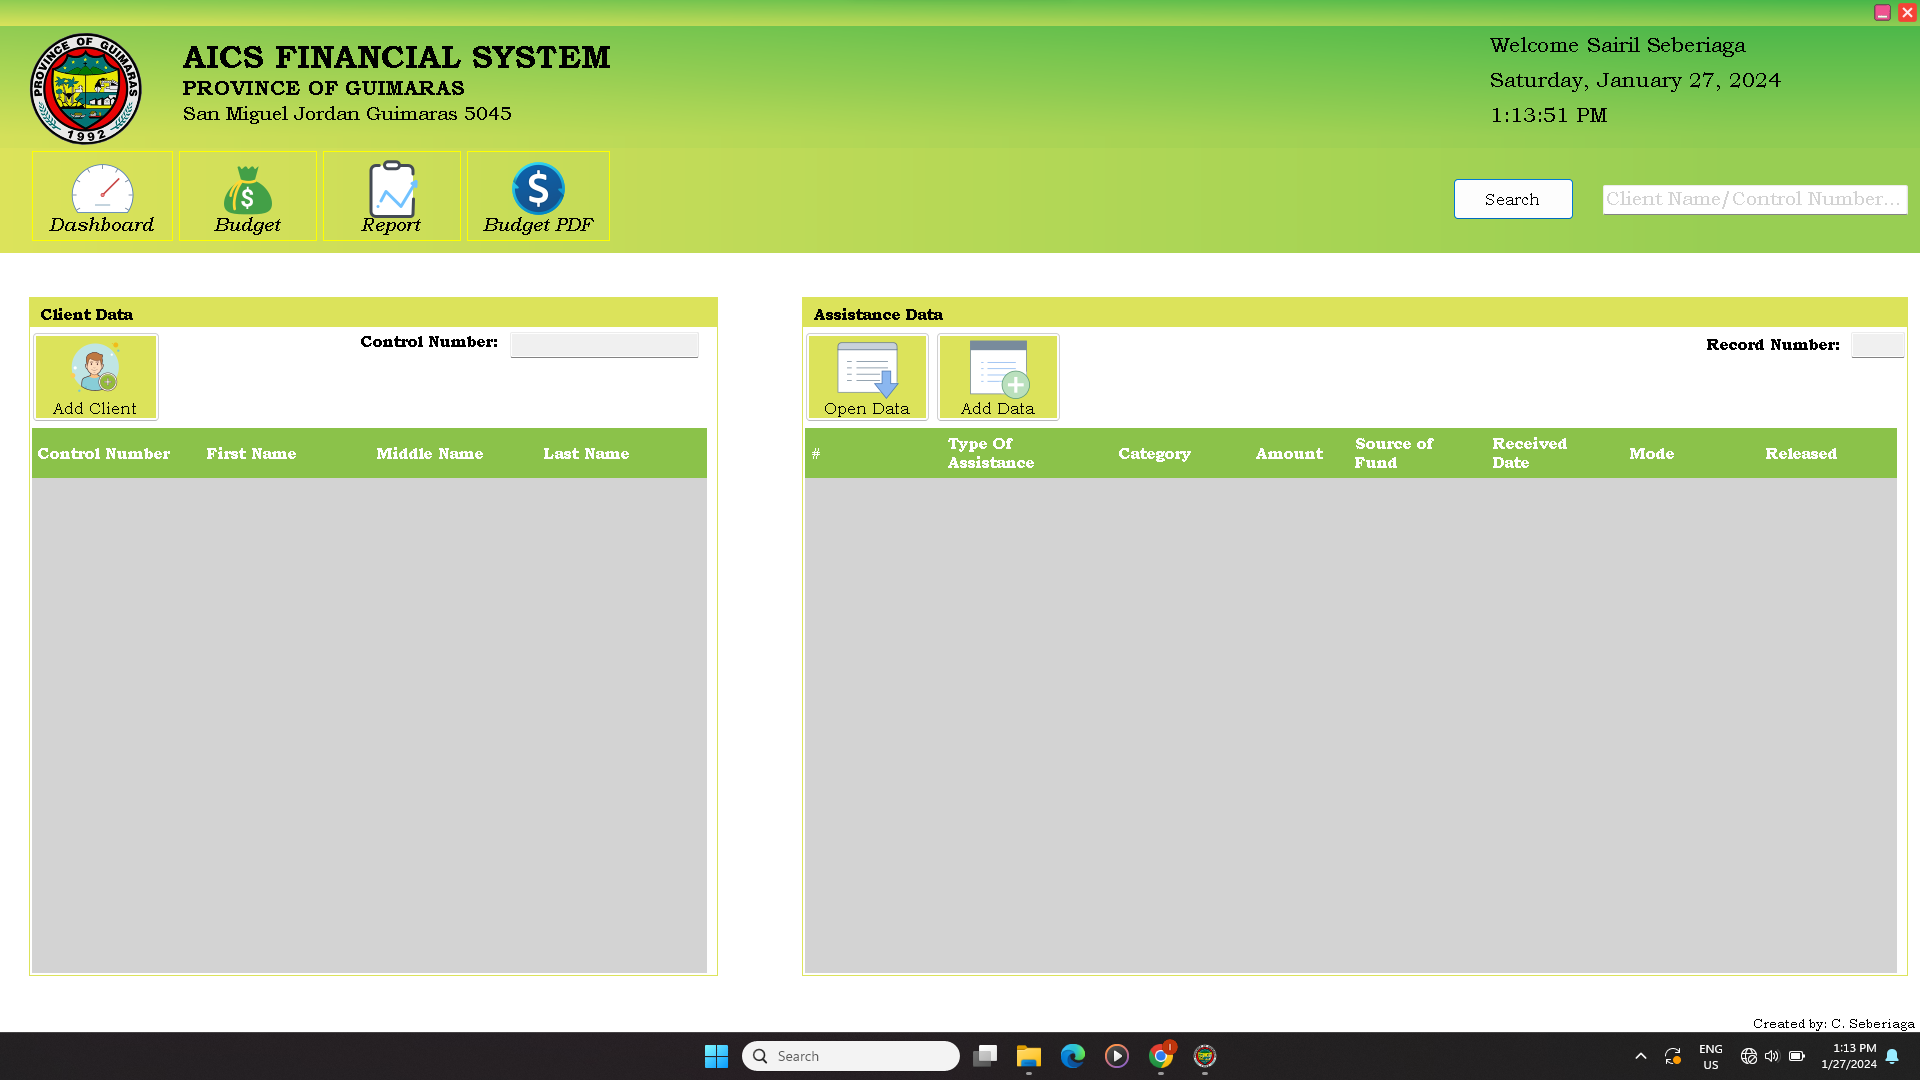 PROVINCE OF GUIMARAS
1992
AICS FINANCIAL SYSTEM
PROVINCE OF GUIMARAS
San Miguel Jordan Guimaras 5045
Welcome Sairil Seberiaga
Saturday, January 27, 2024
1:13:51 PM
Dashboard
Budget
Report
Budget PDF
Search
Client Name/Control Number...
Client Data
Add Client
Control Number:
Control Number First Name Middle Name Last Name
Assistance Data
Open Data
Add Data
Record Number:
# Type Of Assistance Category Amount Source of Fund Received Date Mode Released
Created by: C. Seberiaga
Search
ENG
US
1:13 PM
1/27/2024